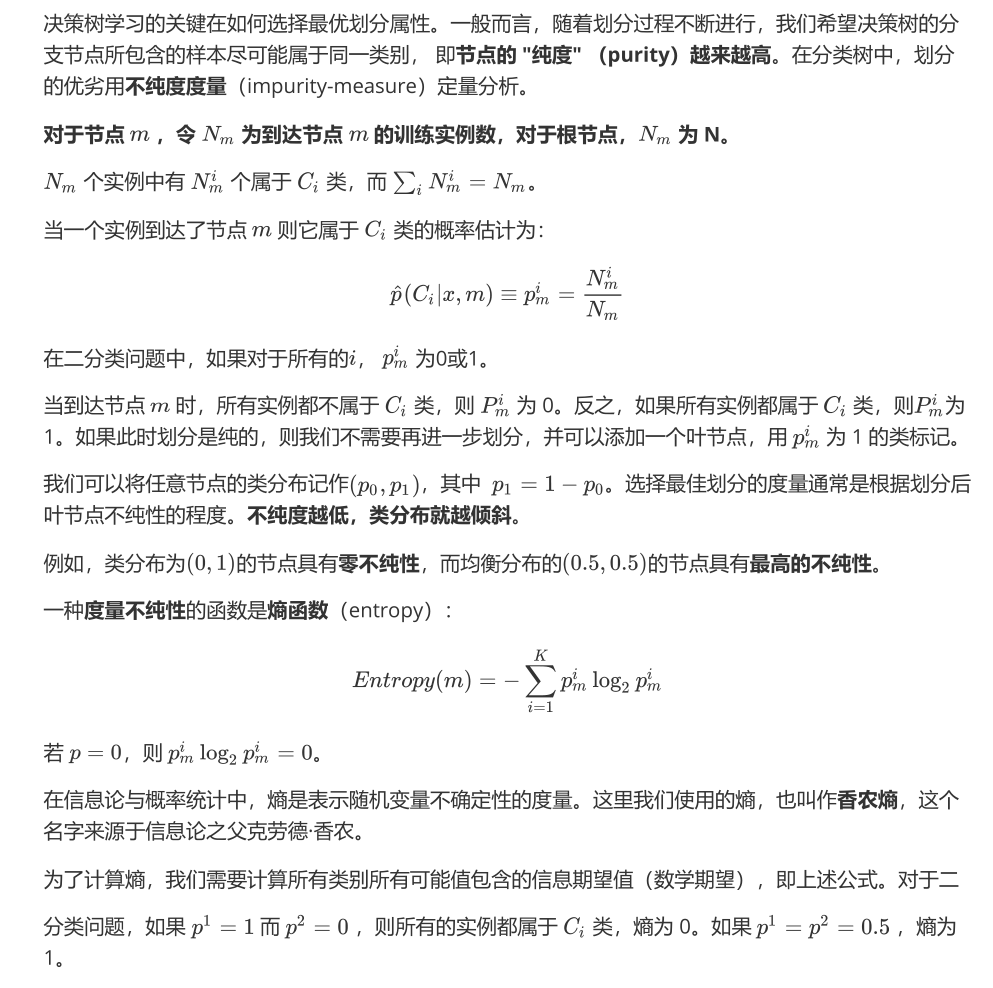 决策树学习的关键在如何选择最优划分属性。一般而言，随着划分过程不断进行，我们希望决策树的分
支节点所包含的样本尽可能属于同一类别， 即节点的 "纯度" （purity）越来越高。在分类树中，划分
的优劣用不纯度度量（impurity-measure）定量分析。
对于节点 m ，令 N_m 为到达节点 m 的训练实例数，对于根节点，N_m 为 N。
N_m 个实例中有 N_m^i 个属于 C_i 类，而 ∑_i N_m^i = N_m。
当一个实例到达了节点 m 则它属于 C_i 类的概率估计为：
p̂(C_i|x, m) ≡ p_m^i = N_m^i / N_m
在二分类问题中，如果对于所有的i， p_m^i 为0或1。
当到达节点 m 时，所有实例都不属于 C_i 类，则 P_m^i 为 0。反之，如果所有实例都属于 C_i 类，则P_m^i为
1。如果此时划分是纯的，则我们不需要再进一步划分，并可以添加一个叶节点，用 p_m^i 为 1 的类标记。
我们可以将任意节点的类分布记作(p_0, p_1)，其中 p_1 = 1 − p_0。选择最佳划分的度量通常是根据划分后
叶节点不纯性的程度。不纯度越低，类分布就越倾斜。
例如，类分布为(0, 1)的节点具有零不纯性，而均衡分布的(0.5, 0.5)的节点具有最高的不纯性。
一种度量不纯性的函数是熵函数（entropy）：
Entropy(m) = − ∑_{i=1}^{K} p_m^i log_2 p_m^i
若 p = 0，则 p_m^i log_2 p_m^i = 0。
在信息论与概率统计中，熵是表示随机变量不确定性的度量。这里我们使用的熵，也叫作香农熵，这个
名字来源于信息论之父克劳德·香农。
为了计算熵，我们需要计算所有类别所有可能值包含的信息期望值（数学期望），即上述公式。对于二
分类问题，如果 p^1 = 1 而 p^2 = 0 ，则所有的实例都属于 C_i 类，熵为 0。如果 p^1 = p^2 = 0.5 ，熵为
1。